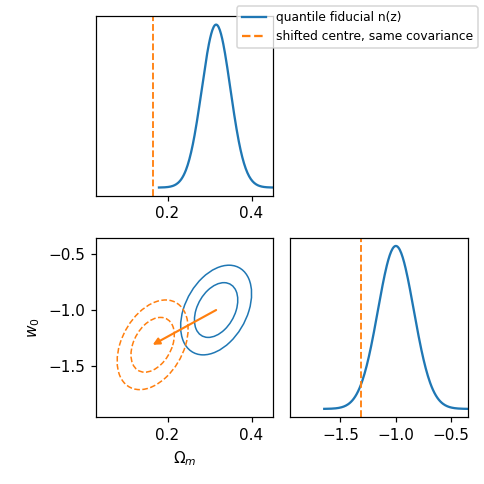 quantile fiducial n(z)
shifted centre, same covariance
0.2 0.4
−0.5
−1.0
−1.5
w₀
0.2 0.4
Ωₘ
−1.5 −1.0 −0.5